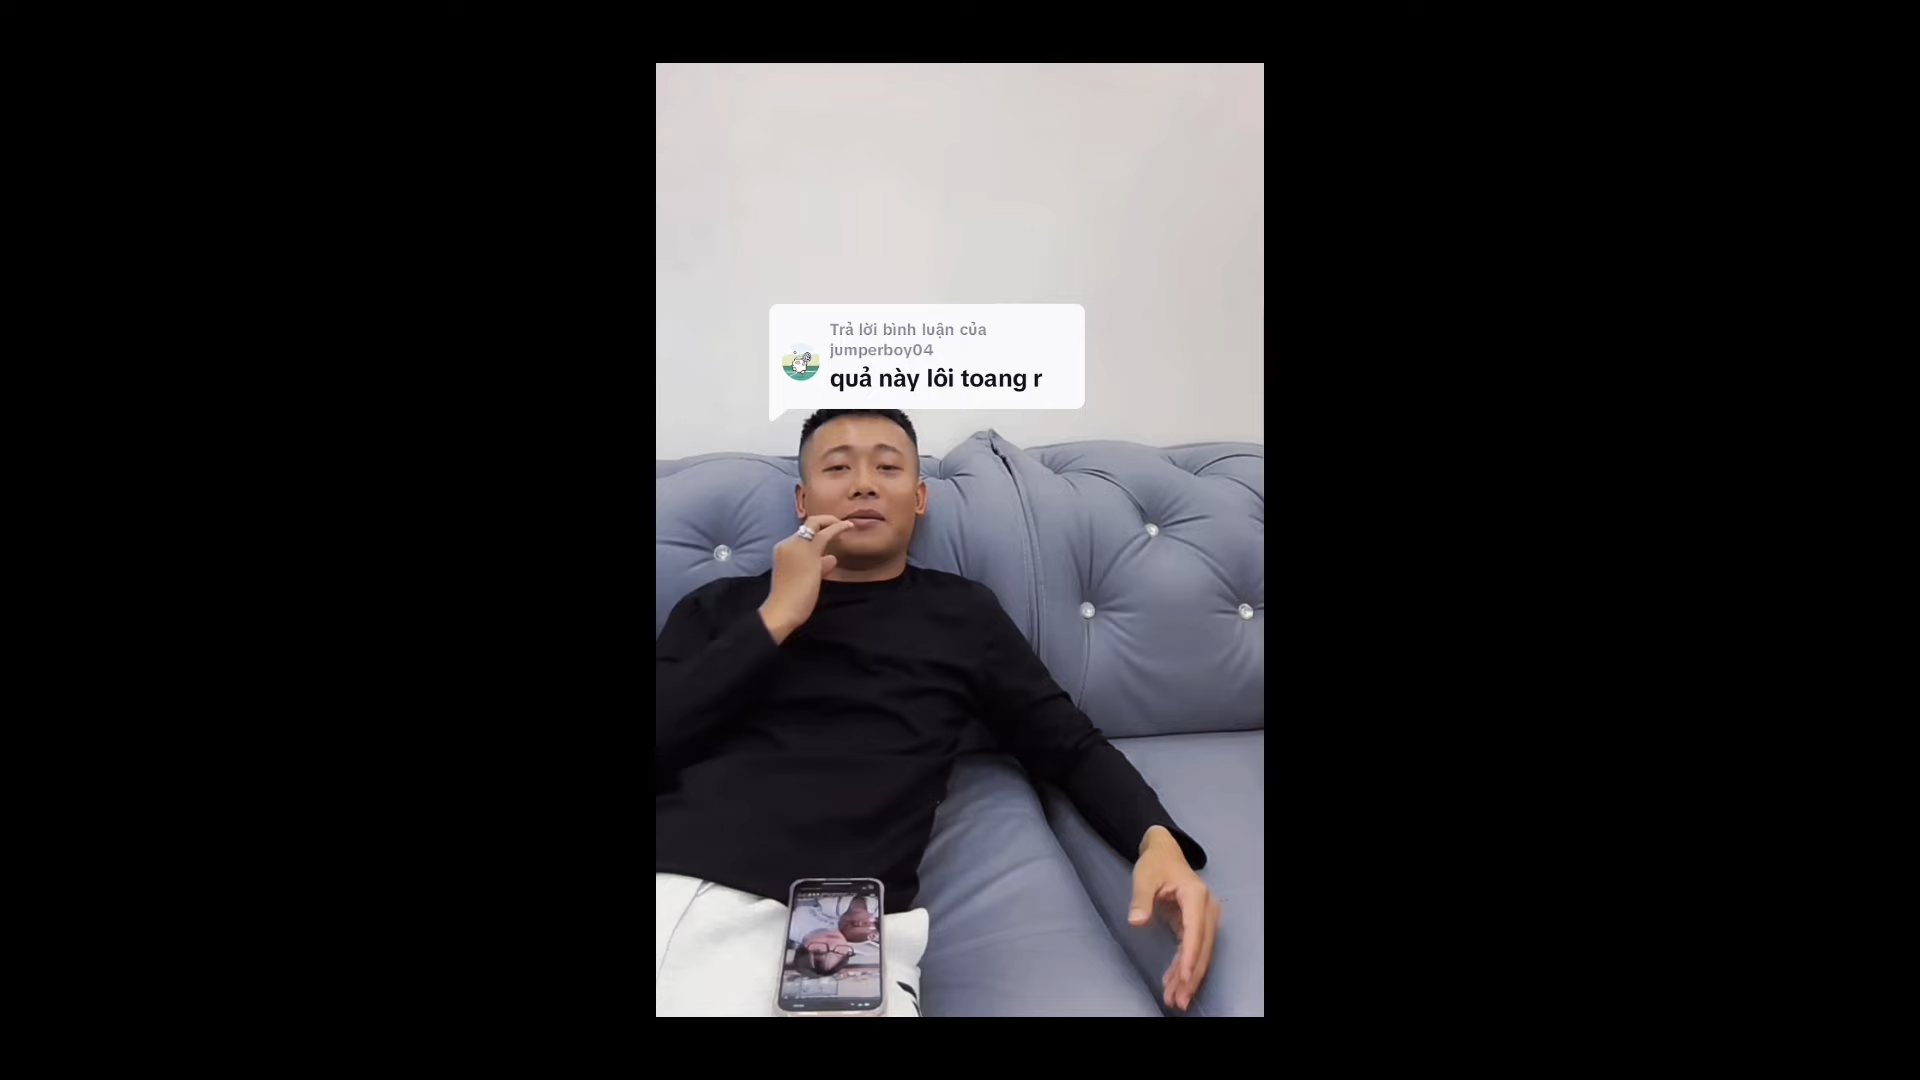 Trả lời bình luận của
jumperboy04
quả này lôi toang r